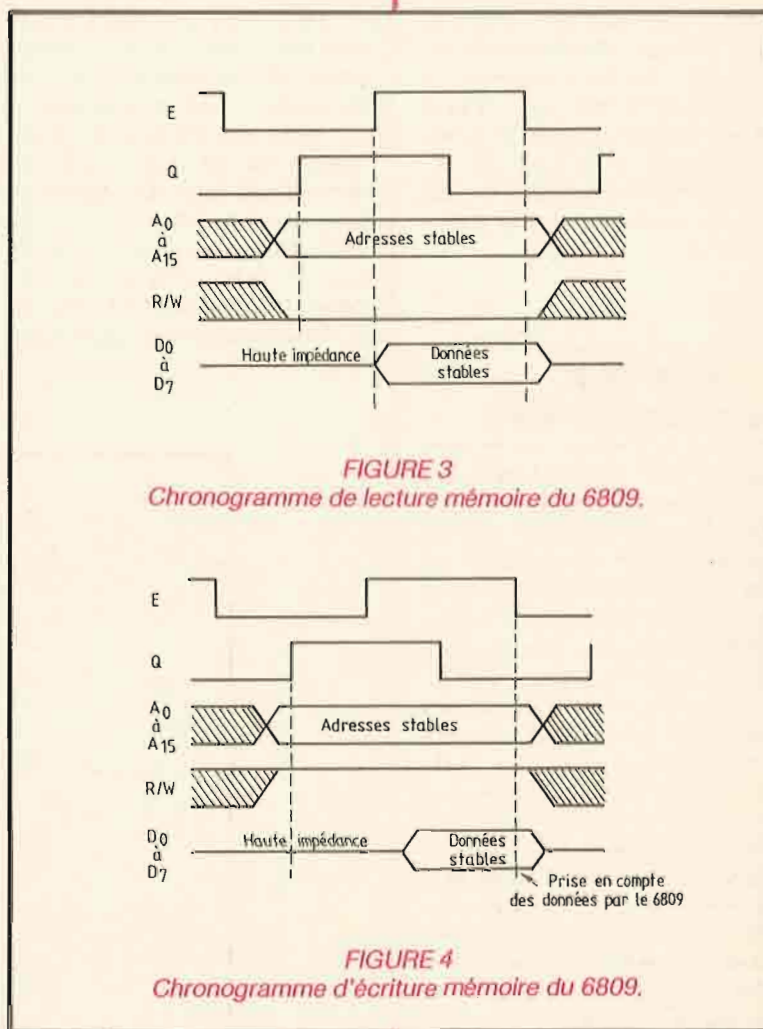 E
Q
A0
à
A15
Adresses stables
R/W
D0
à
D7
Haute impédance
Données
stables
FIGURE 3
Chronogramme de lecture mémoire du 6809.
E
Q
A0
à
A15
Adresses stables
R/W
D0
à
D7
Haute impédance
Données
stables
Prise en compte
des données par le 6809
FIGURE 4
Chronogramme d'écriture mémoire du 6809.